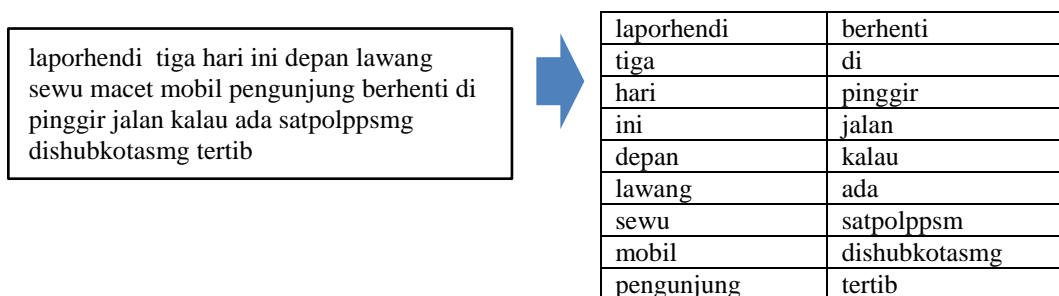 laporhendi tiga hari ini depan lawang
sewu macet mobil pengunjung berhenti di
pinggir jalan kalau ada satpolppsmg
dishubkotasmg tertib
laporhendi berhenti
tiga di
hari pinggir
ini jalan
depan kalau
lawang ada
sewu satpolppsm
mobil dishubkotasmg
pengunjung tertib